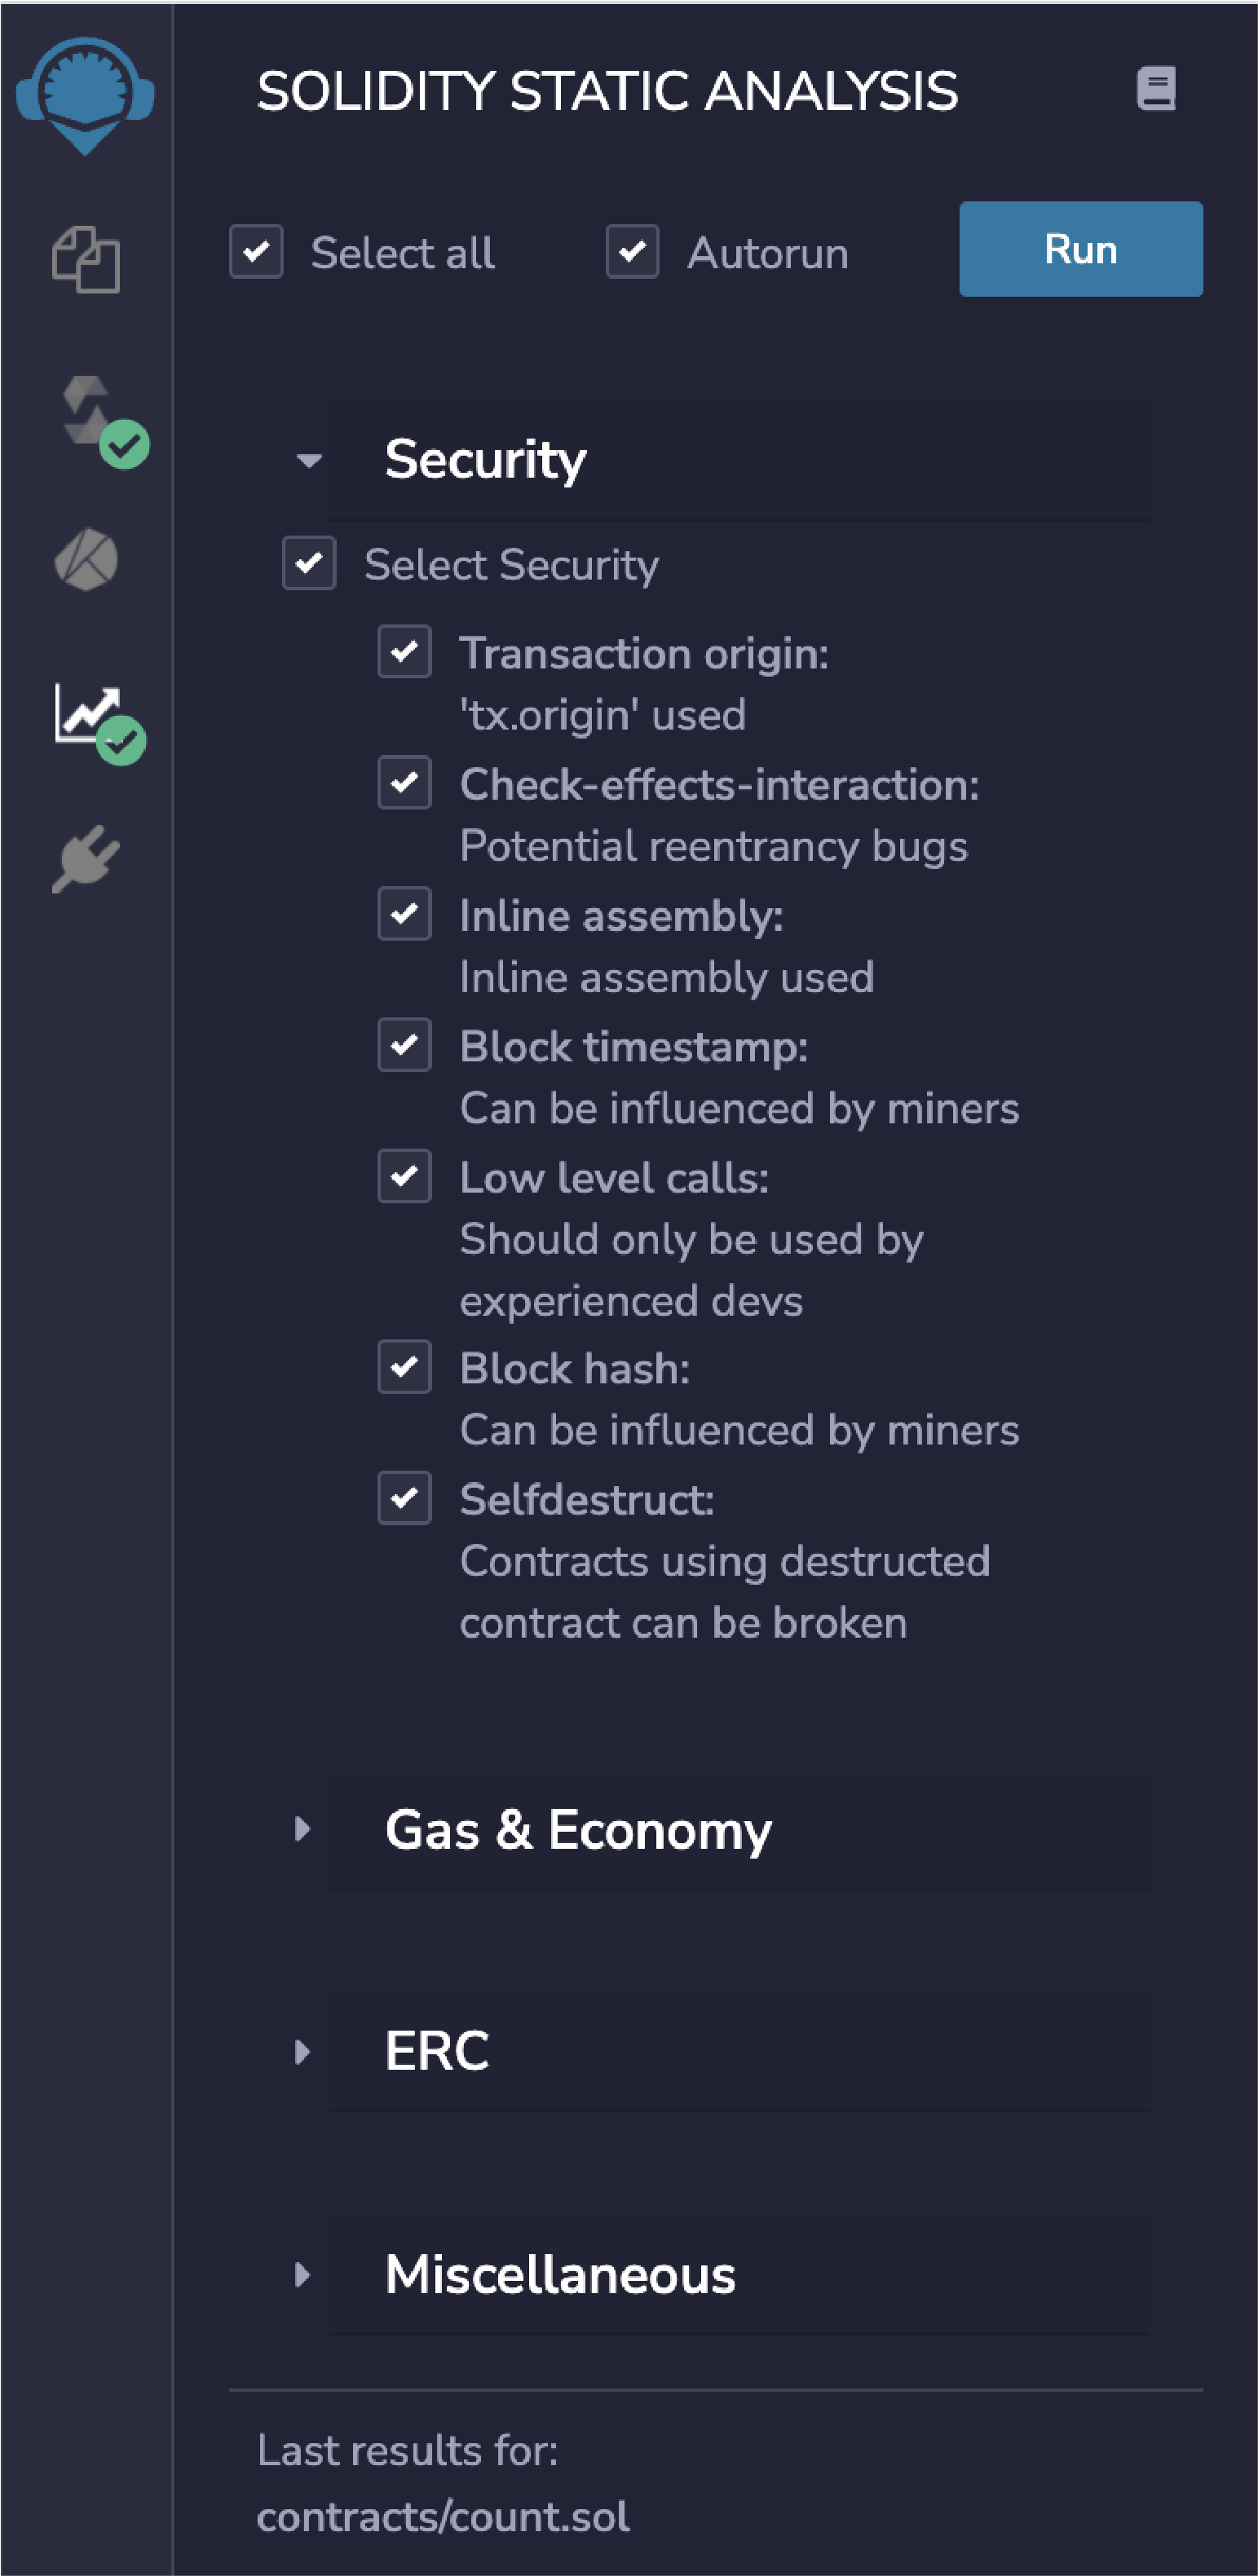 SOLIDITY STATIC ANALYSIS
Select all Autorun Run
Security
Select Security
Transaction origin:
'tx.origin' used
Check-effects-interaction:
Potential reentrancy bugs
Inline assembly:
Inline assembly used
Block timestamp:
Can be influenced by miners
Low level calls:
Should only be used by
experienced devs
Block hash:
Can be influenced by miners
Selfdestruct:
Contracts using destructed
contract can be broken
Gas & Economy
ERC
Miscellaneous
Last results for:
contracts/count.sol